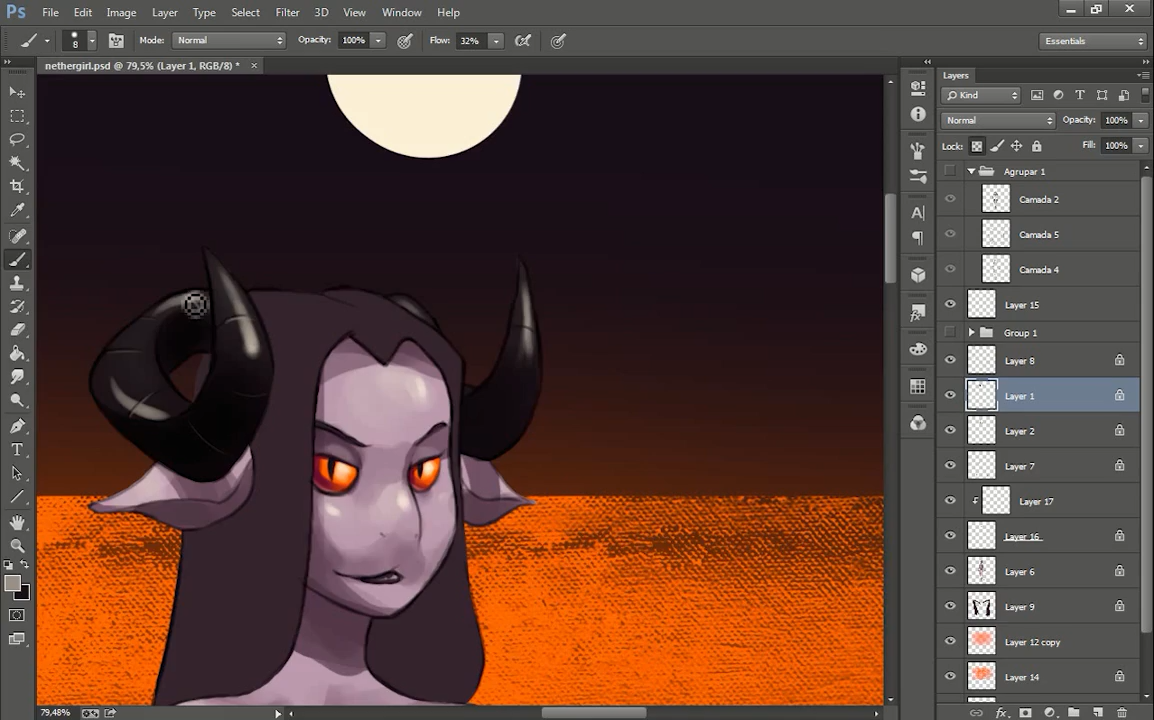 Ps File Edit Image Layer Type Select Filter 3D View Window Help
8 Mode: Normal Opacity: 100% Flow: 32% Essentials
nethergirl.psd @ 79,5% (Layer 1, RGB/8) * ×
Layers
Kind
Normal Opacity: 100%
Lock: Fill: 100%
Agrupar 1
Camada 2
Camada 5
Camada 4
Layer 15
Group 1
Layer 8
Layer 1
Layer 2
Layer 7
Layer 17
Layer 16
Layer 6
Layer 9
Layer 12 copy
Layer 14
79.48%